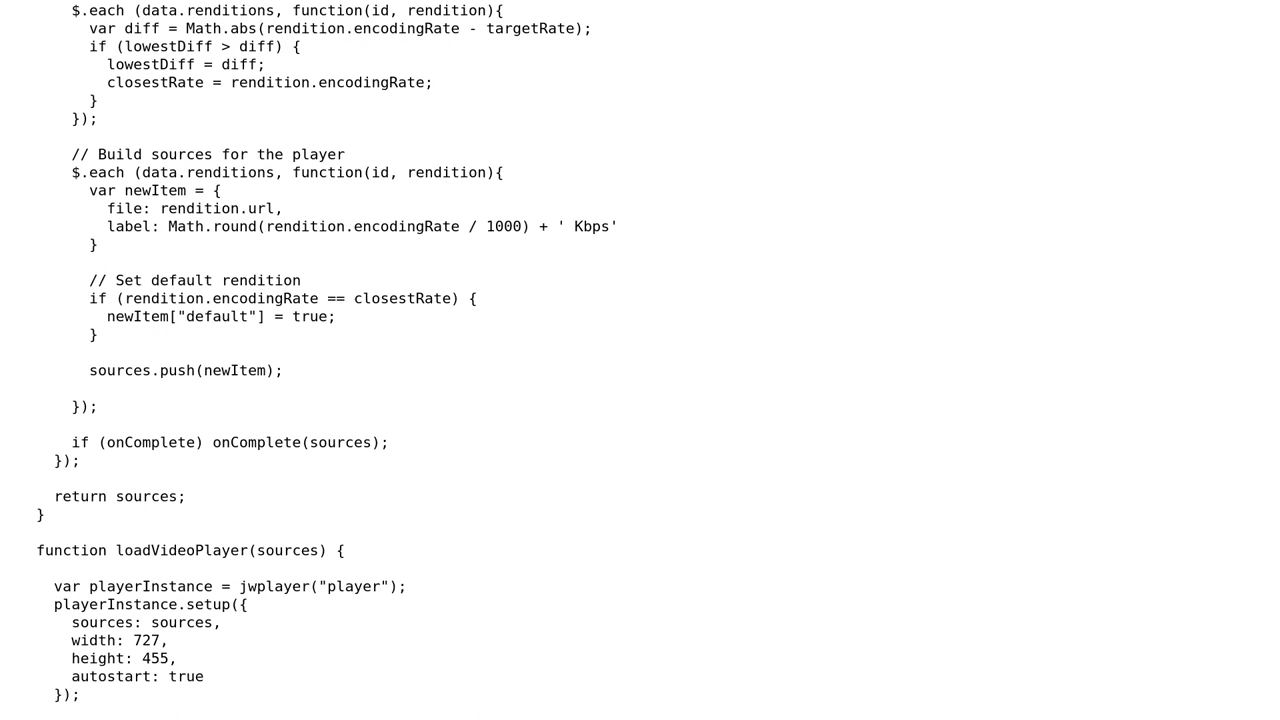 $.each (data.renditions, function(id, rendition){
      var diff = Math.abs(rendition.encodingRate - targetRate);
      if (lowestDiff > diff) {
        lowestDiff = diff;
        closestRate = rendition.encodingRate;
      }
    });

    // Build sources for the player
    $.each (data.renditions, function(id, rendition){
      var newItem = {
        file: rendition.url,
        label: Math.round(rendition.encodingRate / 1000) + ' Kbps'
      }

      // Set default rendition
      if (rendition.encodingRate == closestRate) {
        newItem["default"] = true;
      }

      sources.push(newItem);

    });

    if (onComplete) onComplete(sources);
  });

  return sources;
}

function loadVideoPlayer(sources) {

  var playerInstance = jwplayer("player");
  playerInstance.setup({
    sources: sources,
    width: 727,
    height: 455,
    autostart: true
  });